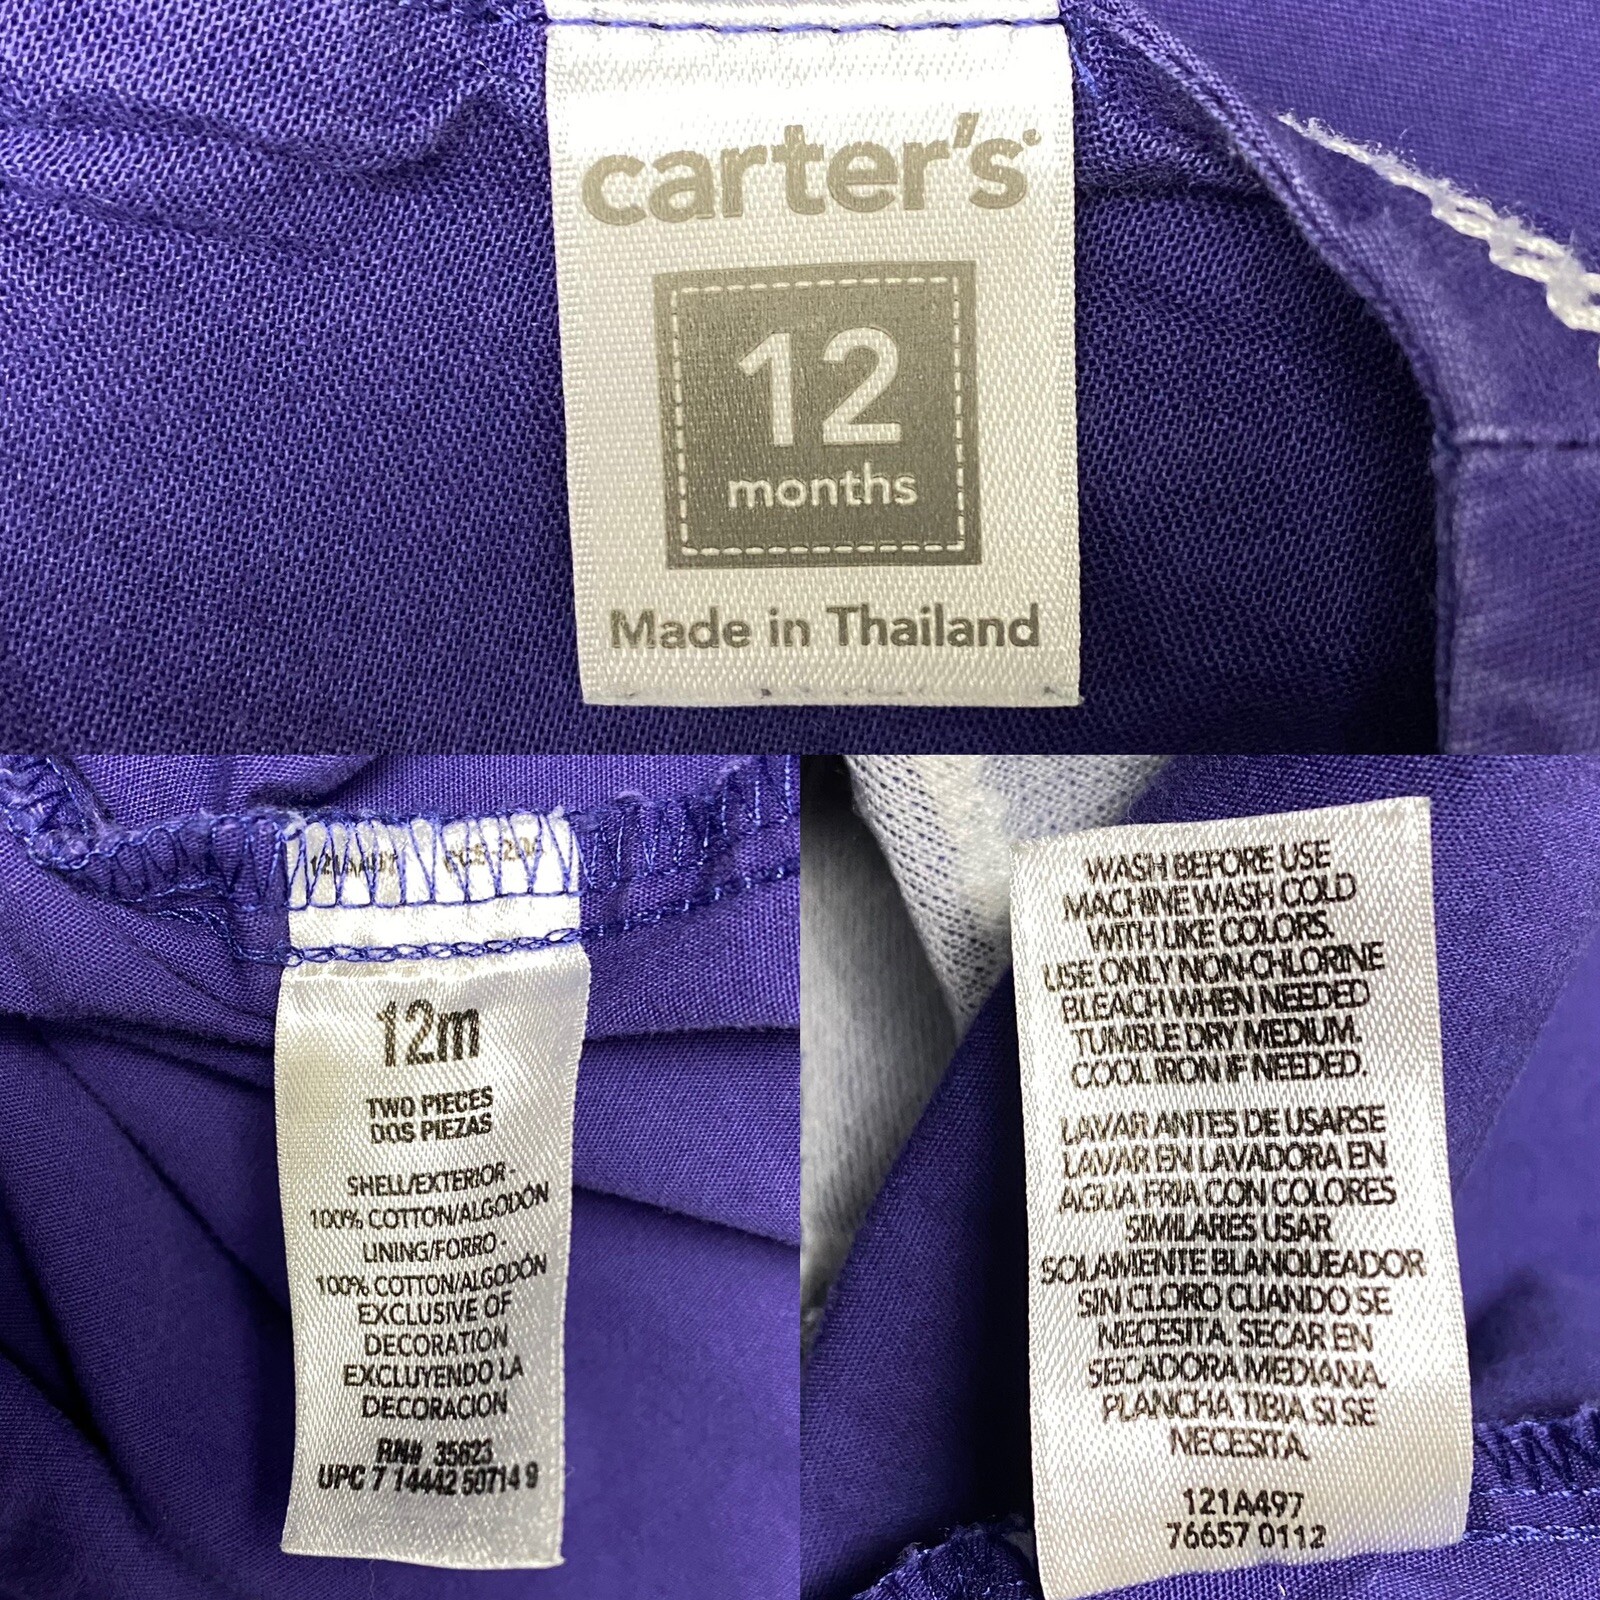 carter's
12
months
Made in Thailand
12m
TWO PIECES
DOS PIEZAS
SHELL/EXTERIOR-
100% COTTON/ALGODÓN
LINING/FORRO-
100% COTTON/ALGODÓN
EXCLUSIVE OF
DECORATION
EXCLUYENDO LA
DECORACION
RN# 35623
UPC 7 14442 50714 9
WASH BEFORE USE
MACHINE WASH COLD
WITH LIKE COLORS.
USE ONLY NON-CHLORINE
BLEACH WHEN NEEDED
TUMBLE DRY MEDIUM.
COOL IRON IF NEEDED.
LAVAR ANTES DE USARSE
LAVAR EN LAVADORA EN
AGUA FRIA CON COLORES
SIMILARES USAR
SOLAMENTE BLANQUEADOR
SIN CLORO CUANDO SE
NECESITA. SECAR EN
SECADORA MEDIANA.
PLANCHA TIBIA SI SE
NECESITA.
121A497
76657 0112